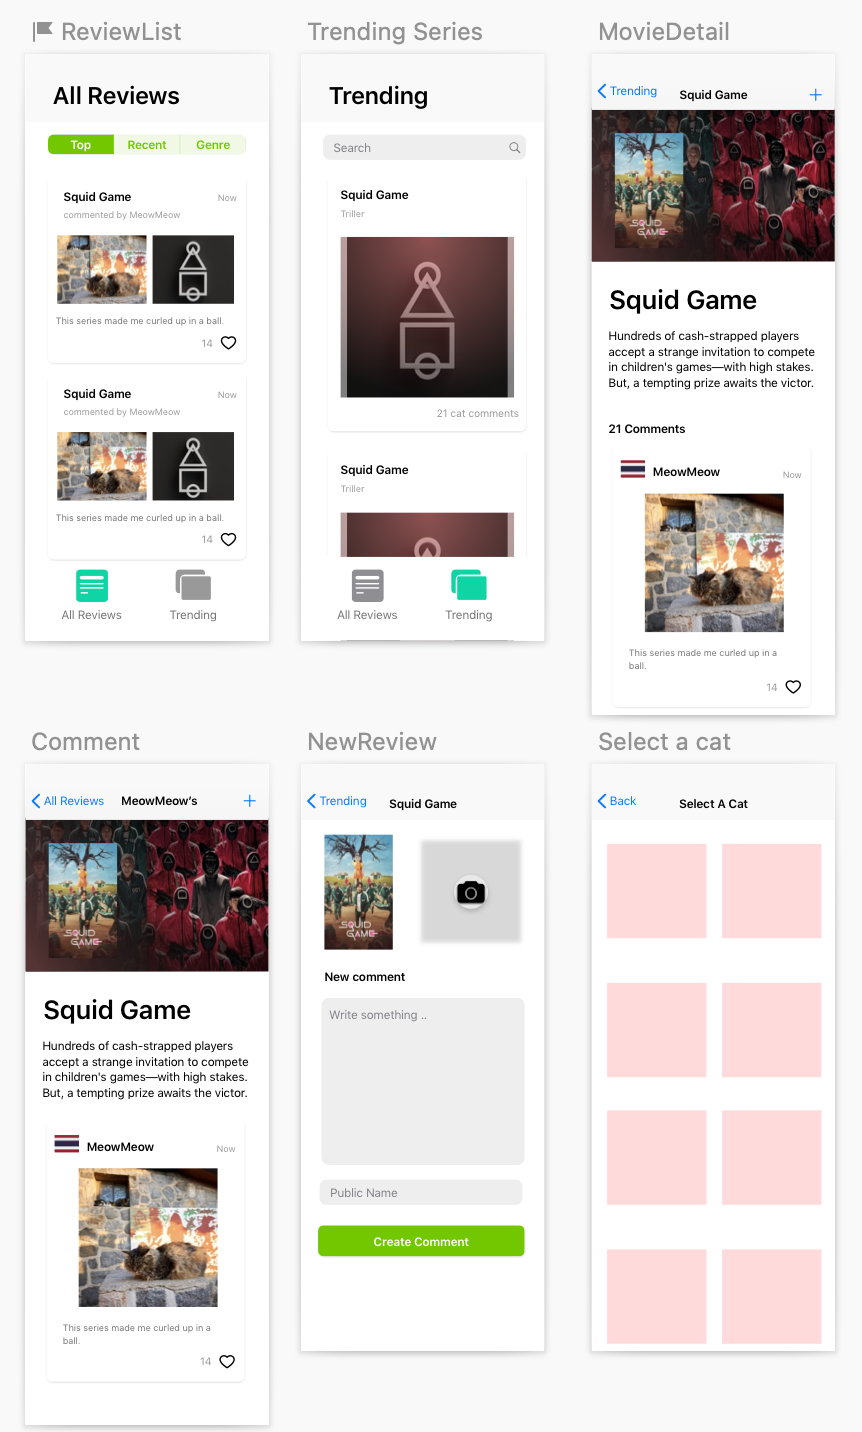 ReviewList
All Reviews
Top
Recent
Genre
Squid Game
Now
commented by MeowMeow
This series made me curled up in a ball.
14
Squid Game
Now
commented by MeowMeow
This series made me curled up in a ball.
14
All Reviews
Trending
Trending Series
Trending
Search
Squid Game
Triller
21 cat comments
Squid Game
Triller
All Reviews
Trending
MovieDetail
Trending
Squid Game
+
SQUID
GAME
Squid Game
Hundreds of cash-strapped players
accept a strange invitation to compete
in children's games—with high stakes.
But, a tempting prize awaits the victor.
21 Comments
MeowMeow
Now
This series made me curled up in a
ball.
14
Comment
All Reviews
MeowMeow's
+
SQUID
GAME
Squid Game
Hundreds of cash-strapped players
accept a strange invitation to compete
in children's games—with high stakes.
But, a tempting prize awaits the victor.
MeowMeow
Now
This series made me curled up in a
ball.
14
NewReview
Trending
Squid Game
SQUID
GAME
New comment
Write something ..
Public Name
Create Comment
Select a cat
Back
Select A Cat